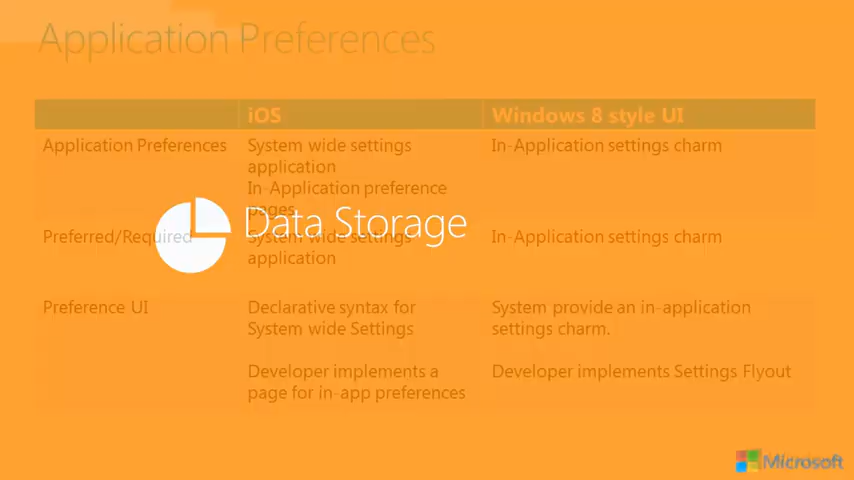 Application Preferences
iOS
Windows 8 style UI
Application Preferences
System wide settings
application
In-Application preference
pages
In-Application settings charm
Data Storage
Preferred/Required
System wide settings
application
In-Application settings charm
Preference UI
Declarative syntax for
System wide Settings
System provide an in-application
settings charm.
Developer implements a
page for in-app preferences
Developer implements Settings Flyout
Microsoft